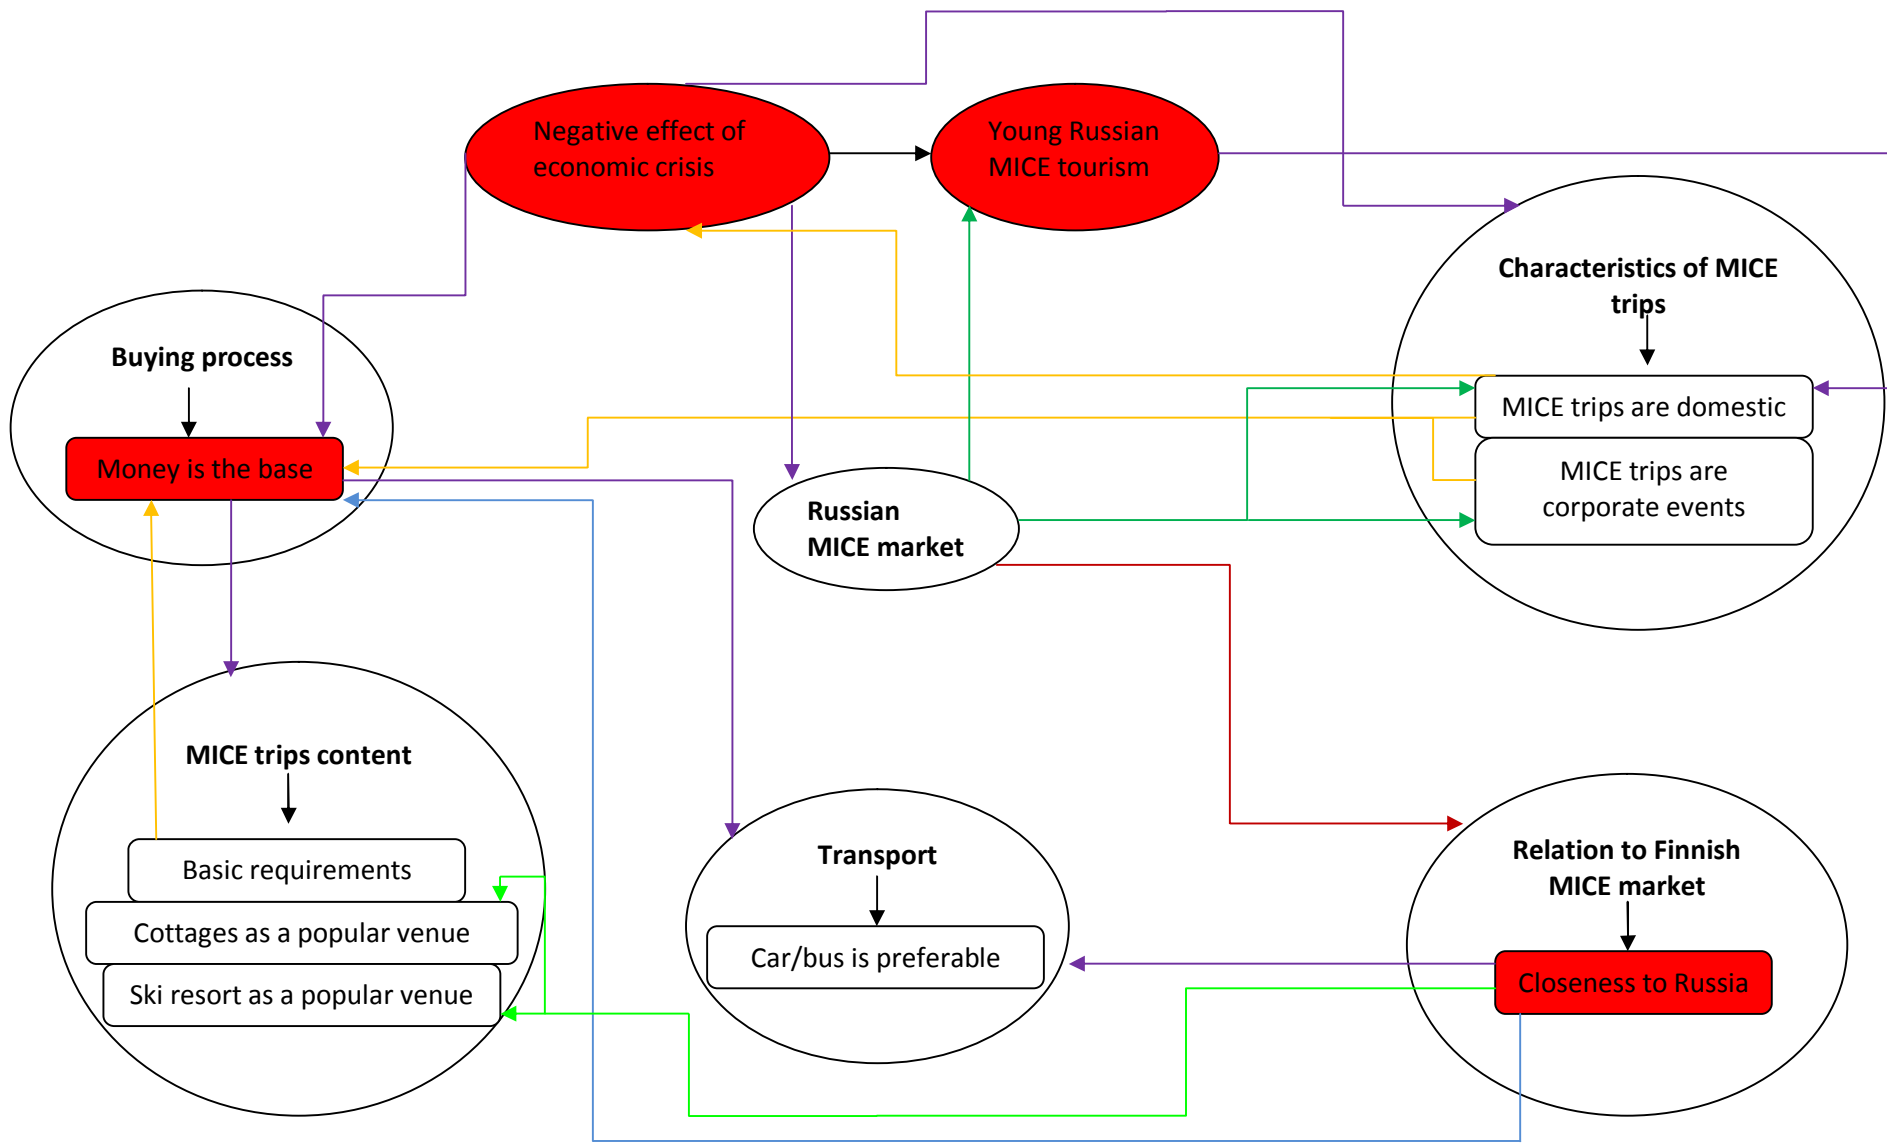 Negative effect of
economic crisis
Young Russian
MICE tourism
Characteristics of MICE
trips
MICE trips are domestic
MICE trips are
corporate events
Buying process
Money is the base
Russian
MICE market
MICE trips content
Basic requirements
Cottages as a popular venue
Ski resort as a popular venue
Transport
Car/bus is preferable
Relation to Finnish
MICE market
Closeness to Russia